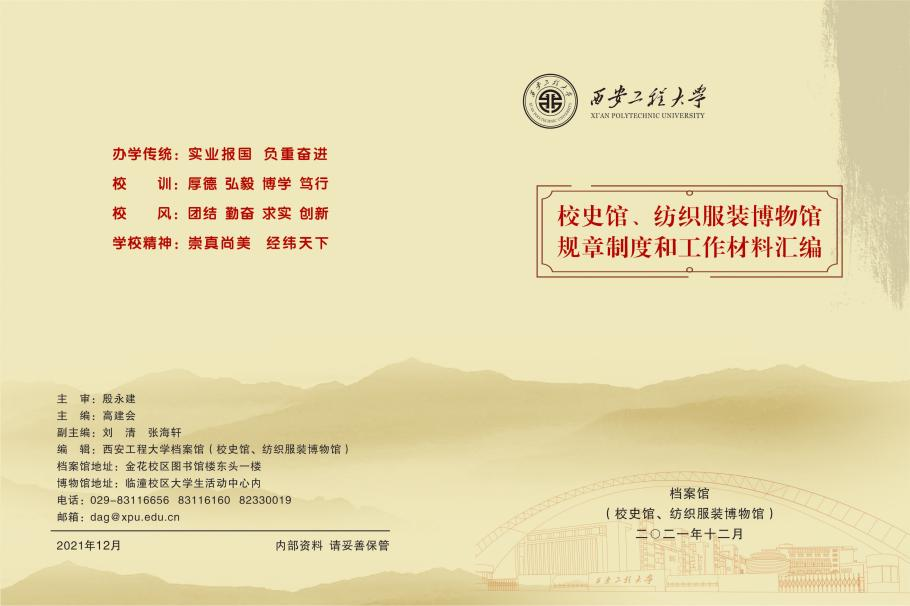 办学传统：实业报国 负重奋进
校 训：厚德 弘毅 博学 笃行
校 风：团结 勤奋 求实 创新
学校精神：崇真尚美 经纬天下
主 审：殷永建
主 编：高建会
副主编：刘 清 张海轩
编 辑：西安工程大学档案馆（校史馆、纺织服装博物馆）
档案馆地址：金花校区图书馆楼东头一楼
博物馆地址：临潼校区大学生活动中心内
电话：029-83116656 83116160 82330019
邮箱：dag@xpu.edu.cn
2021年12月 内部资料 请妥善保管
西安工程大学
XI'AN POLYTECHNIC UNIVERSITY
西安工程大学
XI'AN POLYTECHNIC UNIVERSITY
校史馆、纺织服装博物馆
规章制度和工作材料汇编
档案馆
（校史馆、纺织服装博物馆）
二〇二一年十二月
西安工程大学